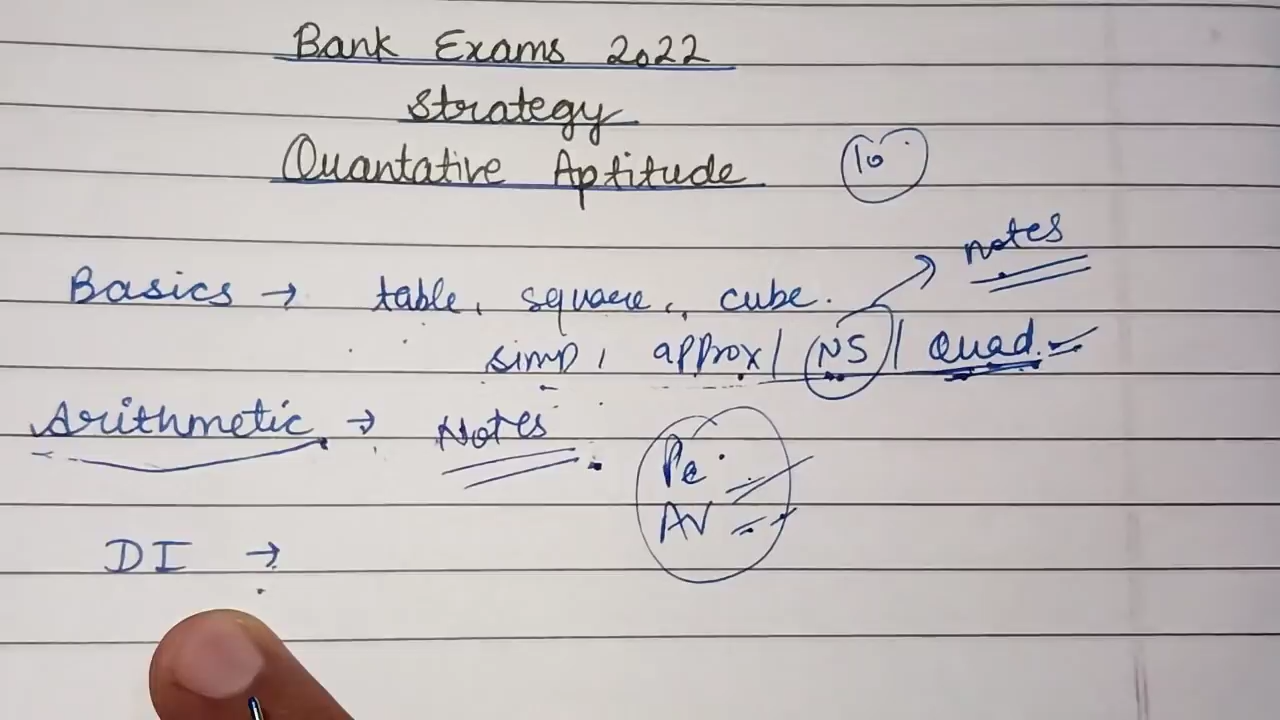 Bank Exams 2022
Strategy
Quantative Aptitude 10
notes
Basics → table, square, cube.
simp, approx / NS / Quad.
Arithmetic → Notes
Pe
AV
DI →